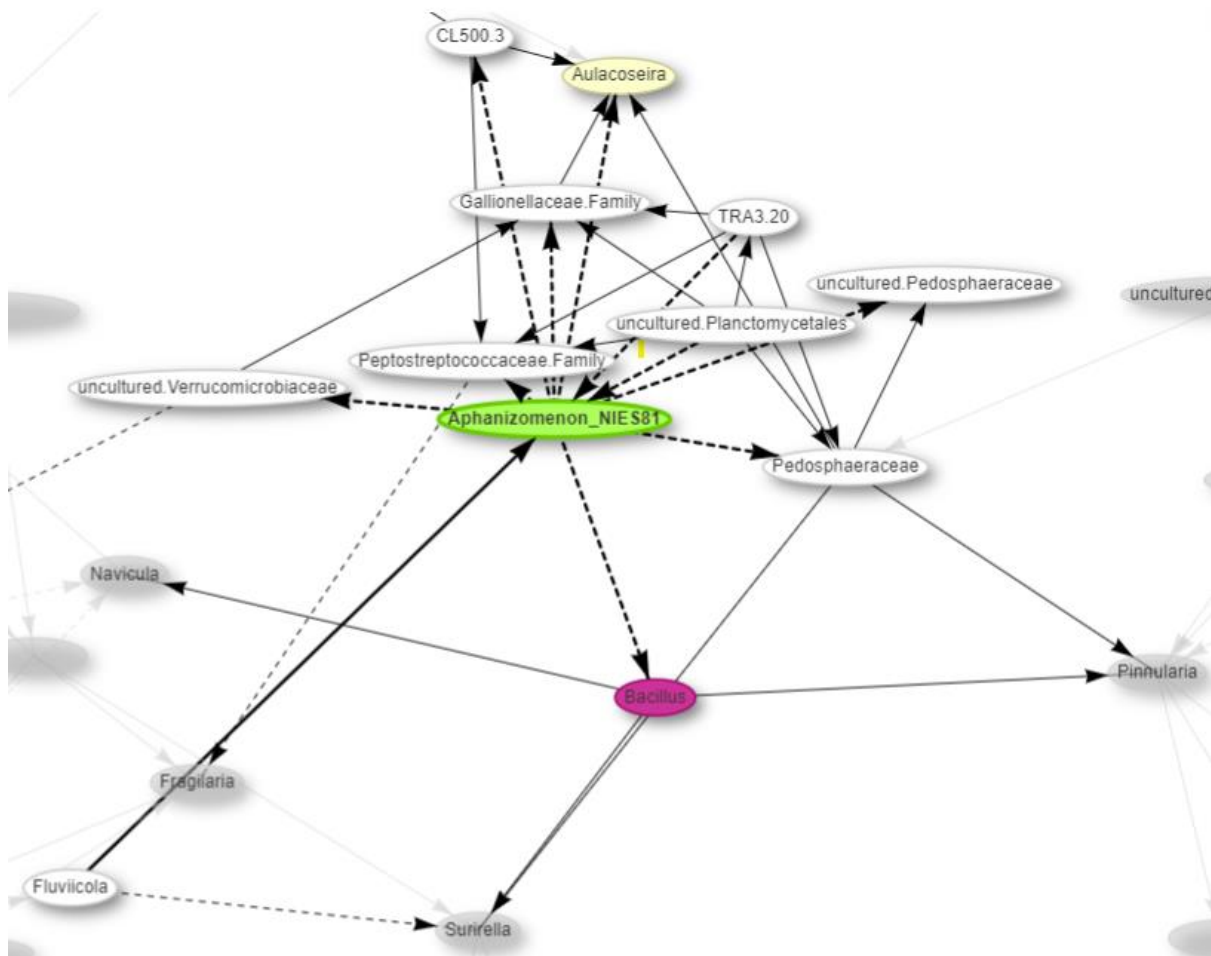 CL500.3
Aulacoseira
Gallionellaceae.Family
TRA3.20
uncultured.Pedosphaeraceae
uncultured
uncultured.Planctomycetales
Peptostreptococcaceae.Family
uncultured.Verrucomicrobiaceae
Aphanizomenon_NIES81
Pedosphaeraceae
Navicula
Pinnularia
Bacillus
Fragilaria
Fluviicola
Surirella